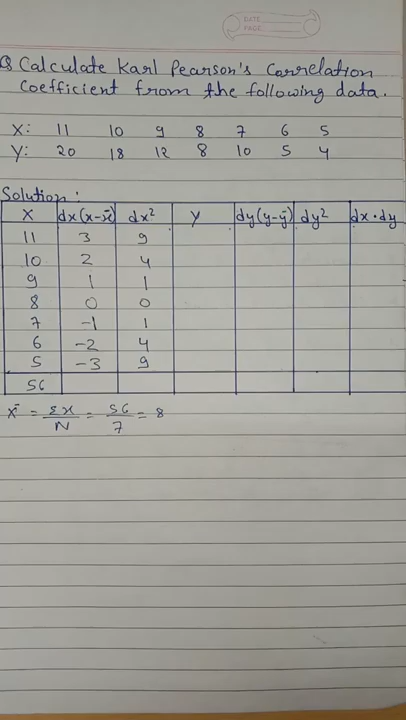 DATE
PAGE
Q Calculate Karl Pearson's Correlation
Coefficient from the following data.
X: 11 10 9 8 7 6 5
Y: 20 18 12 8 10 5 4
Solution:
X dx(x-x̄) dx² Y dy(y-ȳ) dy² dx·dy
11 3 9
10 2 4
9 1 1
8 0 0
7 -1 1
6 -2 4
5 -3 9
56
x̄ = Σx/N = 56/7 = 8